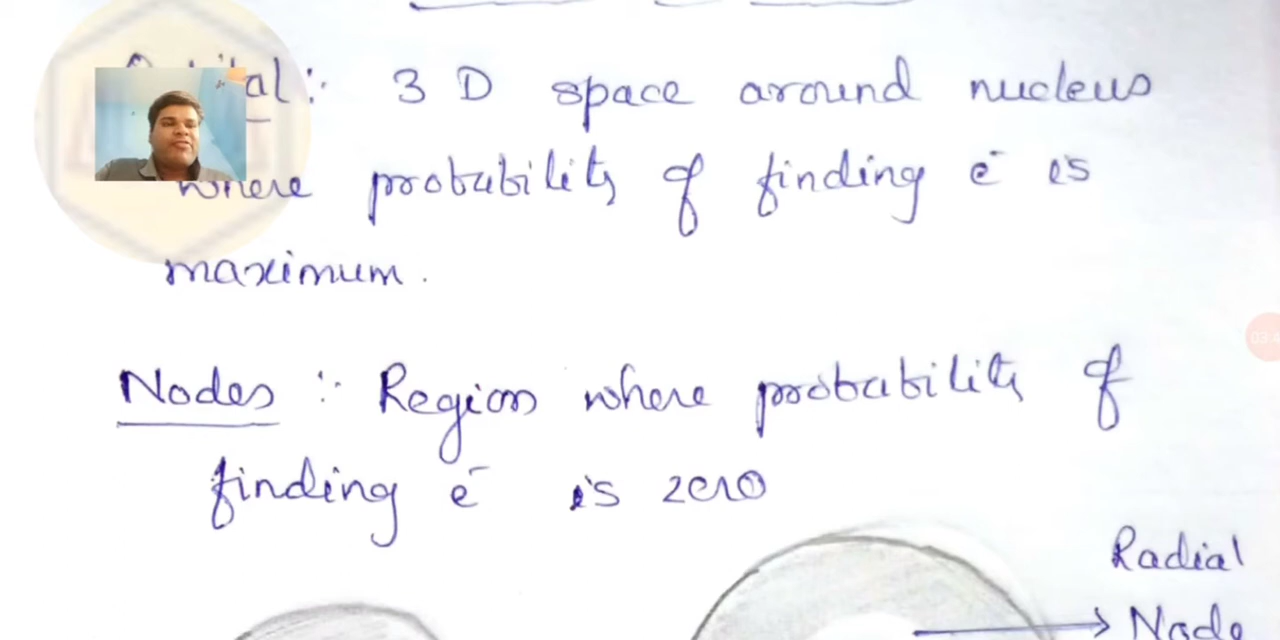 Orbital :- 3 D space around nucleus
where probability of finding e⁻ is
maximum.
Nodes :- Region where probability of
finding e⁻ is zero
Radial
Node